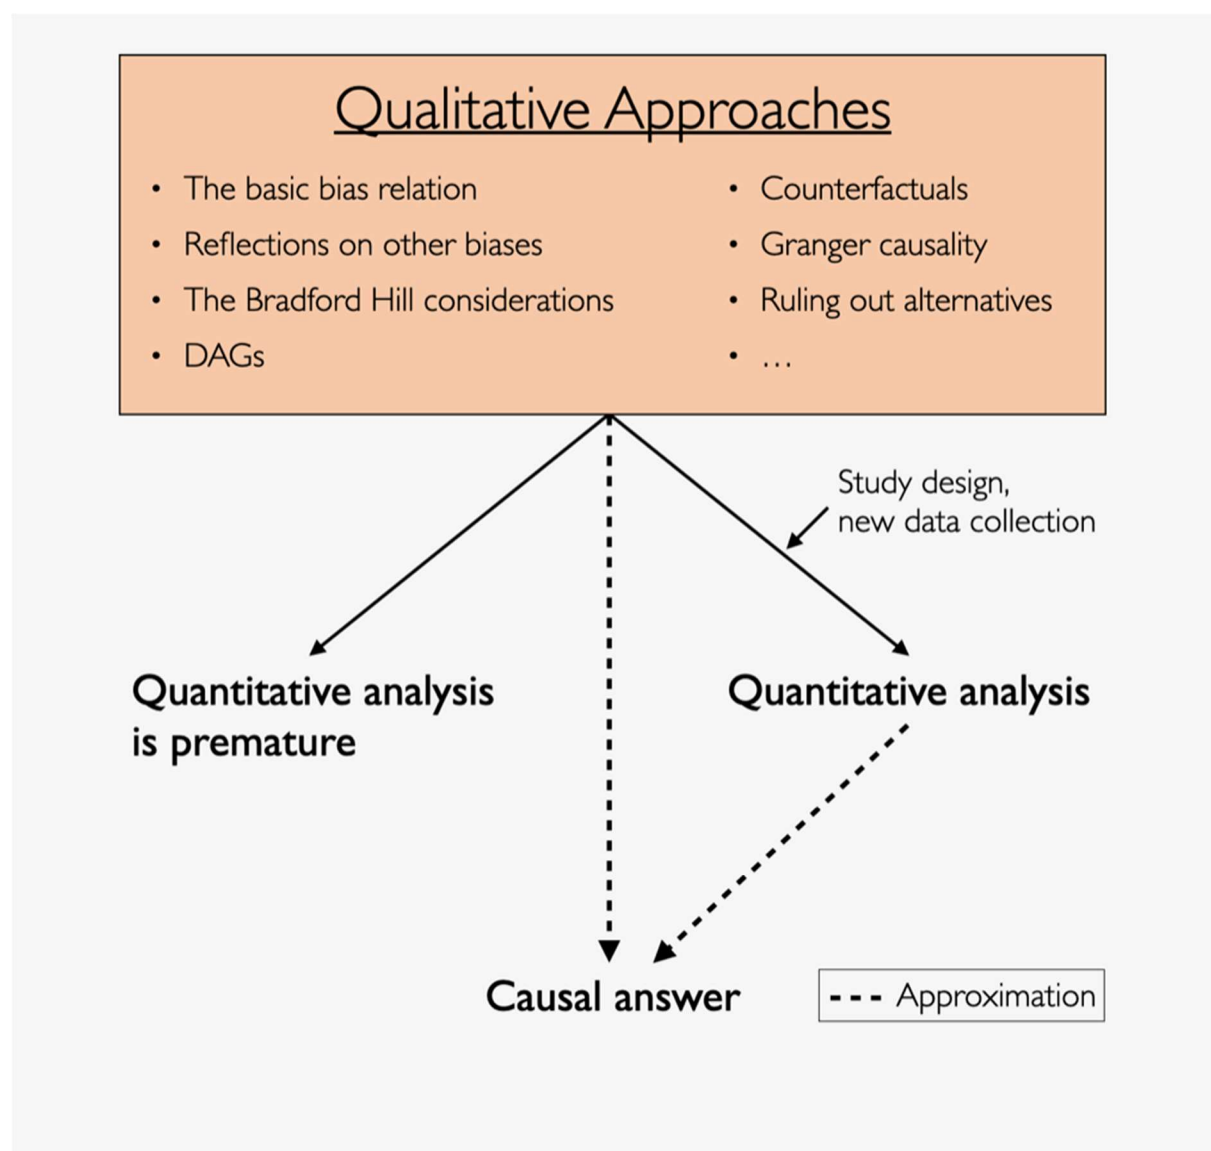 Qualitative Approaches
• The basic bias relation
• Reflections on other biases
• The Bradford Hill considerations
• DAGs
• Counterfactuals
• Granger causality
• Ruling out alternatives
• ...
Study design,
new data collection
Quantitative analysis
is premature
Quantitative analysis
Causal answer
Approximation